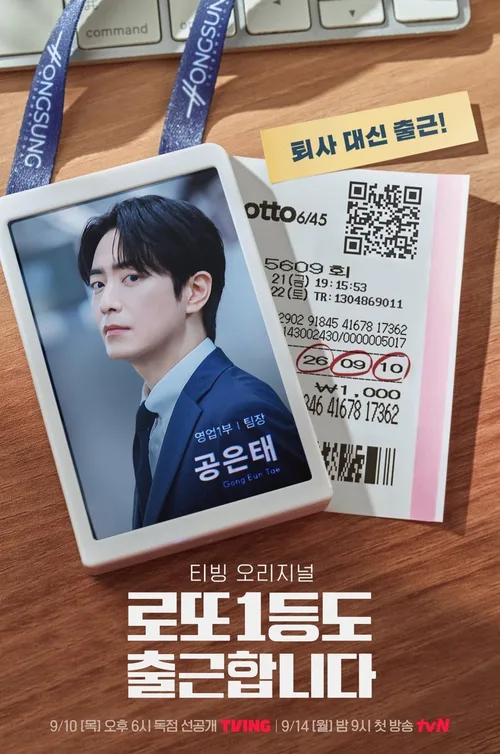 command
HONGSUNG
HONGSUNG
퇴사 대신 출근!
otto 6/45
5609 회
21 (금) 19:15:53
22 (토) TR: 1304869011
2902 91845 41678 17362
143002430/0000005017
26 09 10
₩1,000
346 41678 17362
영업1부 | 팀장
공은태
Gong Eun Tae
티빙 오리지널
로또 1등도
출근합니다
9/10 [목] 오후 6시 독점 선공개 TVING | 9/14 [월] 밤 9시 첫 방송 tvN